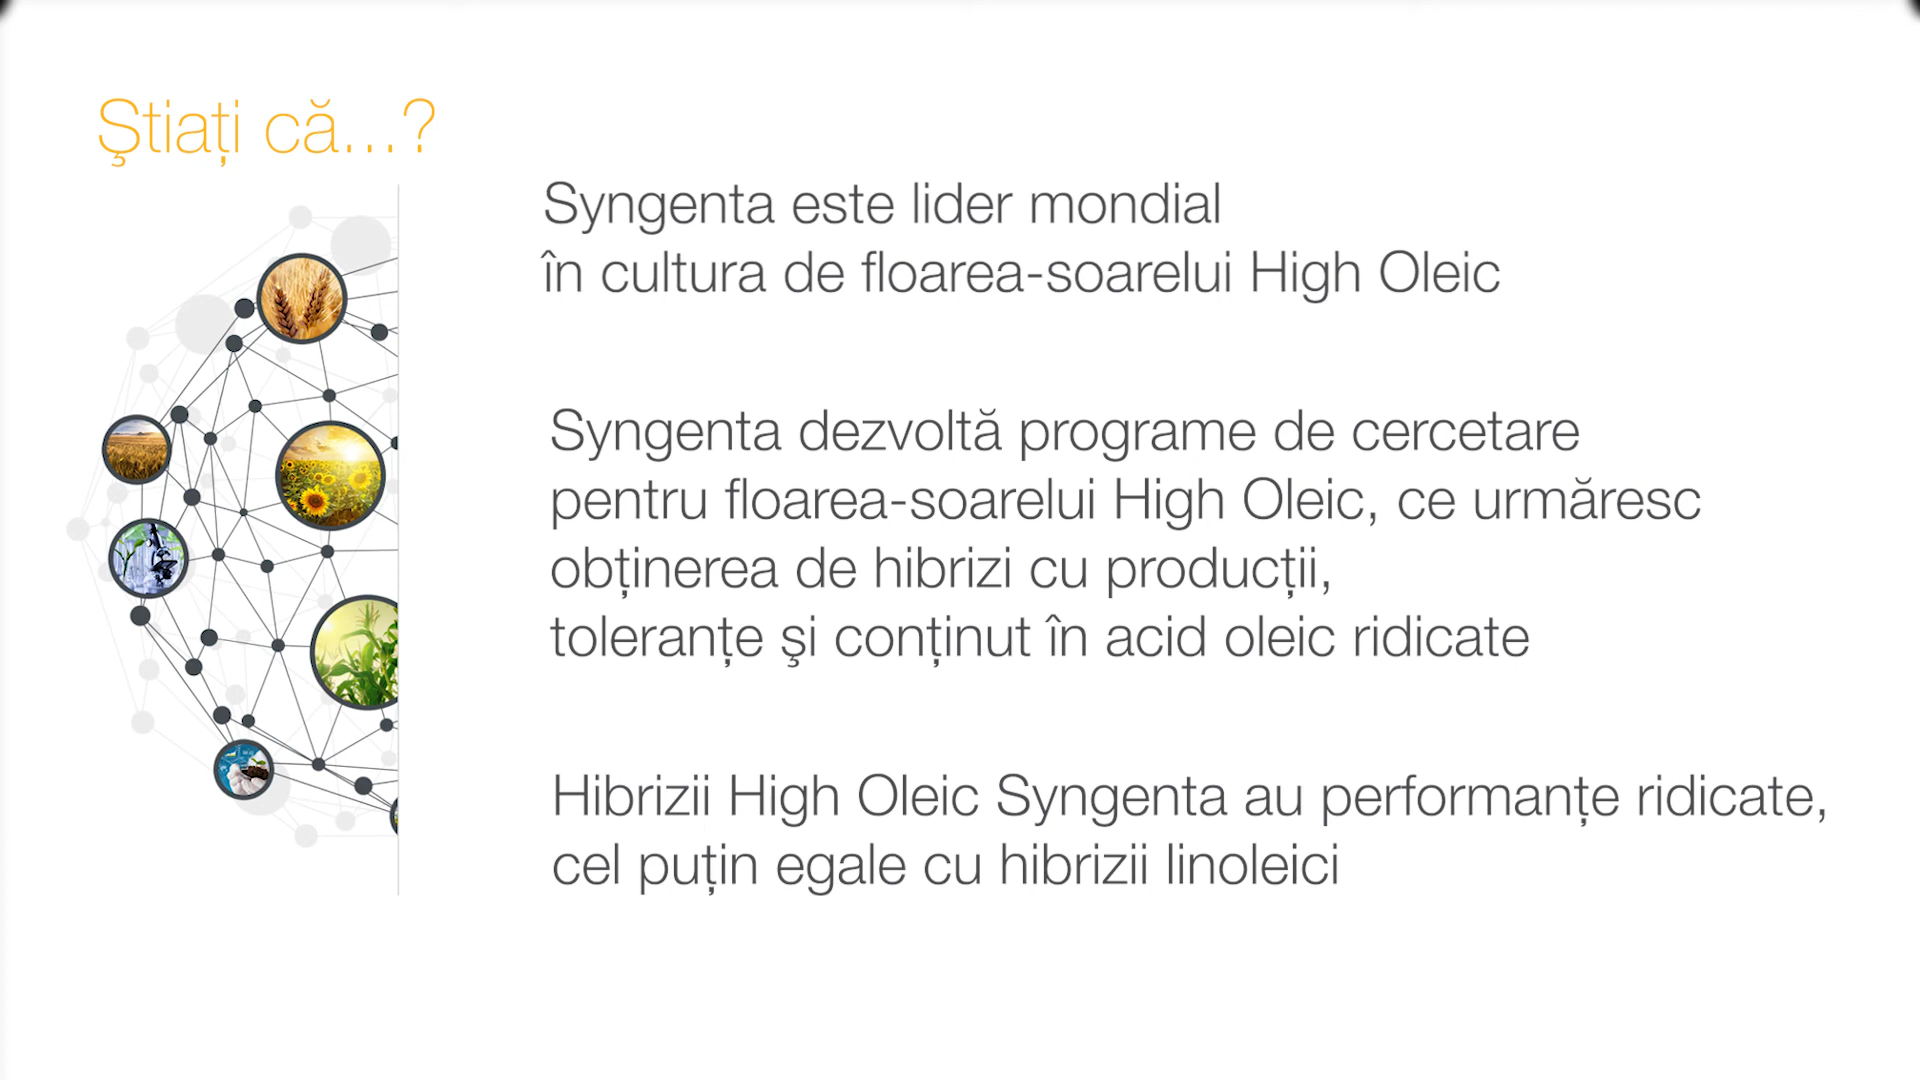 Ştiați că...?
Syngenta este lider mondial
în cultura de floarea-soarelui High Oleic
Syngenta dezvoltă programe de cercetare
pentru floarea-soarelui High Oleic, ce urmăresc
obținerea de hibrizi cu producții,
toleranțe şi conținut în acid oleic ridicate
Hibrizii High Oleic Syngenta au performanțe ridicate,
cel puțin egale cu hibrizii linoleici